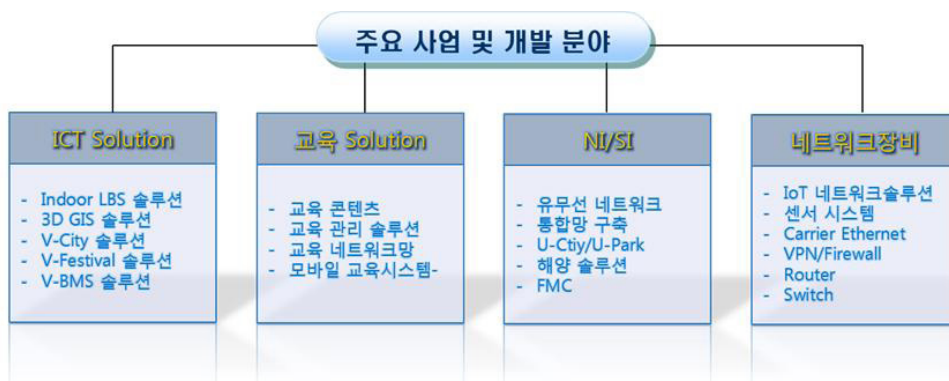 주요 사업 및 개발 분야
ICT Solution
- Indoor LBS 솔루션
- 3D GIS 솔루션
- V-City 솔루션
- V-Festival 솔루션
- V-BMS 솔루션
교육 Solution
- 교육 콘텐츠
- 교육 관리 솔루션
- 교육 네트워크망
- 모바일 교육시스템-
NI/SI
- 유무선 네트워크
- 통합망 구축
- U-Ctiy/U-Park
- 해양 솔루션
- FMC
네트워크장비
- IoT 네트워크솔루션
- 센서 시스템
- Carrier Ethernet
- VPN/Firewall
- Router
- Switch